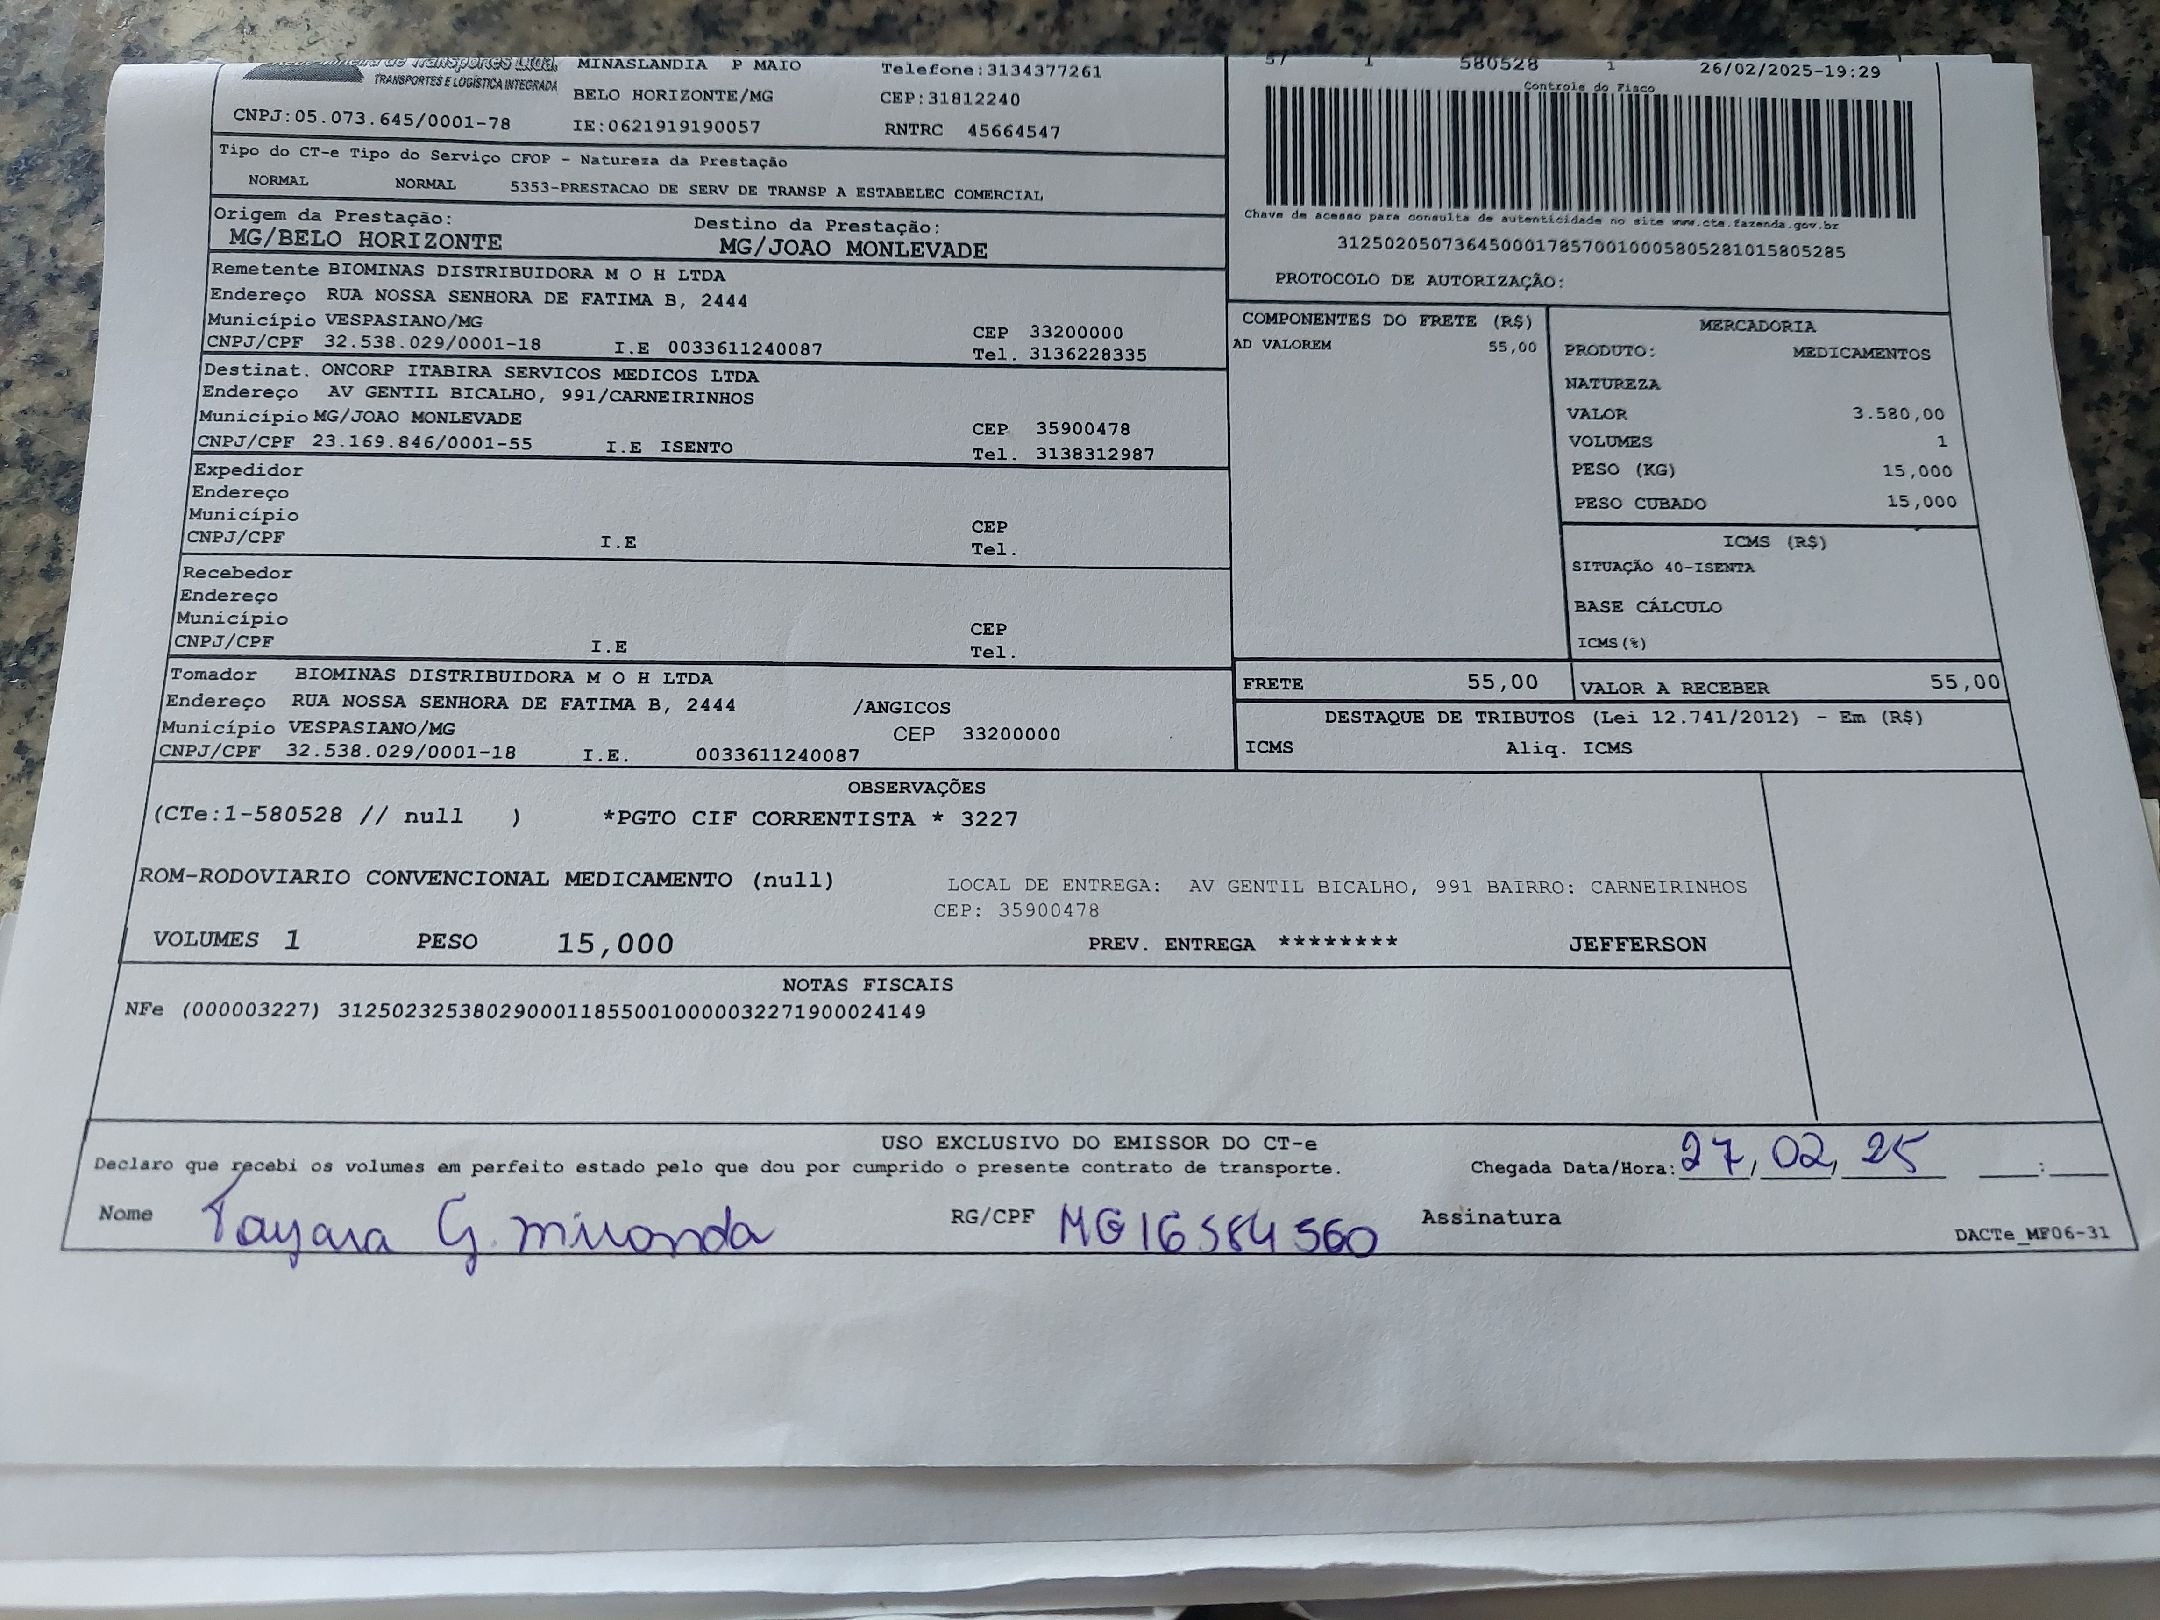 de Transportes Ltda.
TRANSPORTES E LOGÍSTICA INTEGRADA
MINASLANDIA P MAIO
Telefone:3134377261
BELO HORIZONTE/MG
CEP:31812240
CNPJ:05.073.645/0001-78
IE:0621919190057
RNTRC 45664547
57 1 580528 1 26/02/2025-19:29
Controle do Fisco
Tipo do CT-e Tipo do Serviço CFOP - Natureza da Prestação
NORMAL NORMAL 5353-PRESTACAO DE SERV DE TRANSP A ESTABELEC COMERCIAL
Chave de acesso para consulta de autenticidade no site www.cte.fazenda.gov.br
31250205073645000178570010005805281015805285
PROTOCOLO DE AUTORIZAÇÃO:
Origem da Prestação: Destino da Prestação:
MG/BELO HORIZONTE MG/JOAO MONLEVADE
Remetente BIOMINAS DISTRIBUIDORA M O H LTDA
Endereço RUA NOSSA SENHORA DE FATIMA B, 2444
Município VESPASIANO/MG CEP 33200000
CNPJ/CPF 32.538.029/0001-18 I.E 0033611240087 Tel. 3136228335
Destinat. ONCORP ITABIRA SERVICOS MEDICOS LTDA
Endereço AV GENTIL BICALHO, 991/CARNEIRINHOS
Município MG/JOAO MONLEVADE CEP 35900478
CNPJ/CPF 23.169.846/0001-55 I.E ISENTO Tel. 3138312987
Expedidor
Endereço
Município CEP
CNPJ/CPF I.E Tel.
Recebedor
Endereço
Município CEP
CNPJ/CPF I.E Tel.
Tomador BIOMINAS DISTRIBUIDORA M O H LTDA
Endereço RUA NOSSA SENHORA DE FATIMA B, 2444 /ANGICOS
Município VESPASIANO/MG CEP 33200000
CNPJ/CPF 32.538.029/0001-18 I.E. 0033611240087
COMPONENTES DO FRETE (R$)
AD VALOREM 55,00
MERCADORIA
PRODUTO: MEDICAMENTOS
NATUREZA
VALOR 3.580,00
VOLUMES 1
PESO (KG) 15,000
PESO CUBADO 15,000
ICMS (R$)
SITUAÇÃO 40-ISENTA
BASE CÁLCULO
ICMS(%)
FRETE 55,00 VALOR A RECEBER 55,00
DESTAQUE DE TRIBUTOS (Lei 12.741/2012) - Em (R$)
ICMS Aliq. ICMS
OBSERVAÇÕES
(CTe:1-580528 // null ) *PGTO CIF CORRENTISTA * 3227
ROM-RODOVIARIO CONVENCIONAL MEDICAMENTO (null) LOCAL DE ENTREGA: AV GENTIL BICALHO, 991 BAIRRO: CARNEIRINHOS
CEP: 35900478
VOLUMES 1 PESO 15,000 PREV. ENTREGA ******** JEFFERSON
NOTAS FISCAIS
NFe (000003227) 31250232538029000118550010000032271900024149
USO EXCLUSIVO DO EMISSOR DO CT-e
Declaro que recebi os volumes em perfeito estado pelo que dou por cumprido o presente contrato de transporte. Chegada Data/Hora: 27/02/25 :
Nome Tayara G. miranda RG/CPF MG16584560 Assinatura
DACTe_MF06-31